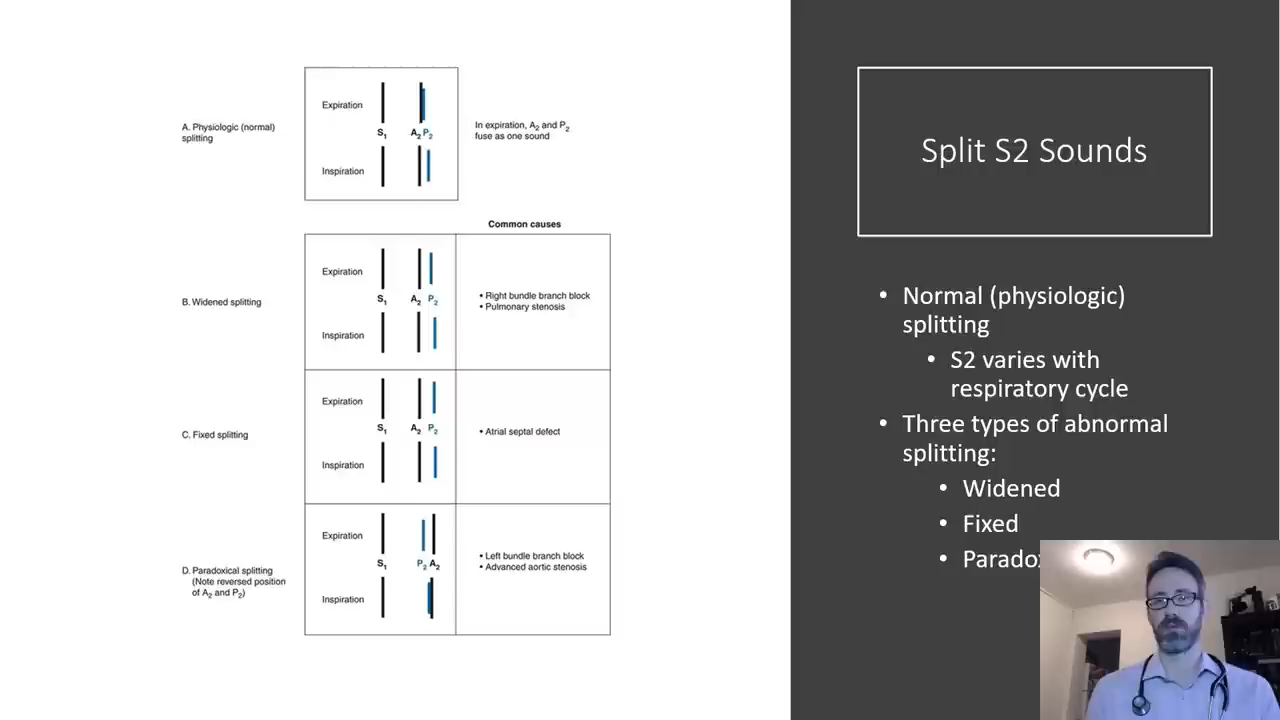 A. Physiologic (normal)
splitting
Expiration
S1 A2 P2
Inspiration
In expiration, A2 and P2
fuse as one sound
Common causes
B. Widened splitting
Expiration
S1 A2 P2
Inspiration
• Right bundle branch block
• Pulmonary stenosis
C. Fixed splitting
Expiration
S1 A2 P2
Inspiration
• Atrial septal defect
D. Paradoxical splitting
(Note reversed position
of A2 and P2)
Expiration
S1 P2 A2
Inspiration
• Left bundle branch block
• Advanced aortic stenosis
Split S2 Sounds
• Normal (physiologic)
splitting
• S2 varies with
respiratory cycle
• Three types of abnormal
splitting:
• Widened
• Fixed
• Paradox